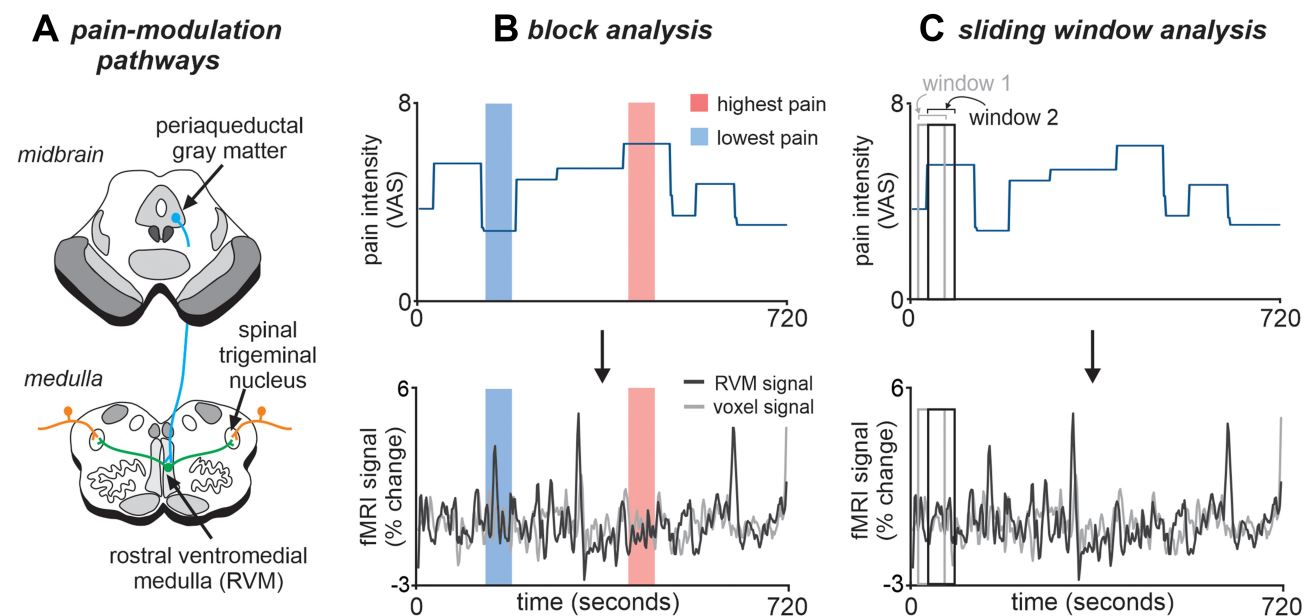 A pain-modulation
pathways
midbrain
periaqueductal
gray matter
medulla
spinal
trigeminal
nucleus
rostral ventromedial
medulla (RVM)
B block analysis
8
highest pain
lowest pain
pain intensity
(VAS)
0
0
720
6
RVM signal
voxel signal
fMRI signal
(% change)
-3
0
time (seconds)
720
C sliding window analysis
window 1
8
window 2
pain intensity
(VAS)
0
0
720
6
fMRI signal
(% change)
-3
0
time (seconds)
720